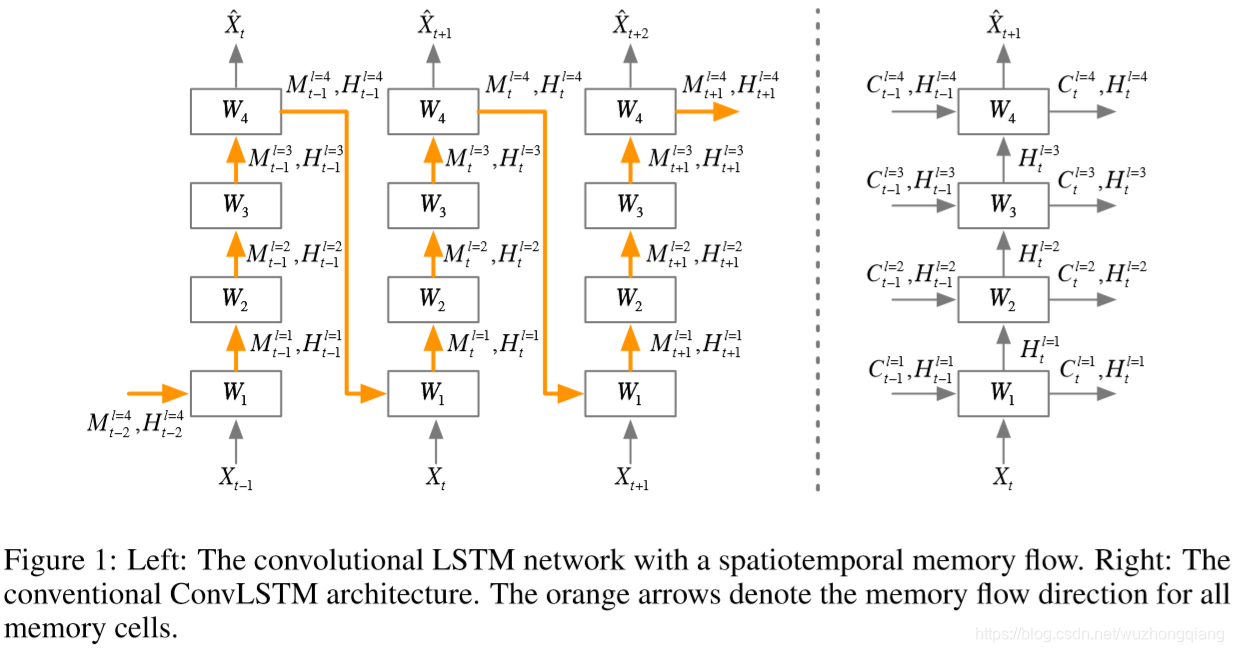 X̂_t X̂_{t+1} X̂_{t+2} X̂_{t+1}
M_{t-1}^{l=4}, H_{t-1}^{l=4} M_t^{l=4}, H_t^{l=4} M_{t+1}^{l=4}, H_{t+1}^{l=4} C_{t-1}^{l=4}, H_{t-1}^{l=4} C_t^{l=4}, H_t^{l=4}
W_4 W_4 W_4 W_4
M_{t-1}^{l=3}, H_{t-1}^{l=3} M_t^{l=3}, H_t^{l=3} M_{t+1}^{l=3}, H_{t+1}^{l=3} H_t^{l=3}
C_{t-1}^{l=3}, H_{t-1}^{l=3} C_t^{l=3}, H_t^{l=3}
W_3 W_3 W_3 W_3
M_{t-1}^{l=2}, H_{t-1}^{l=2} M_t^{l=2}, H_t^{l=2} M_{t+1}^{l=2}, H_{t+1}^{l=2} H_t^{l=2}
C_{t-1}^{l=2}, H_{t-1}^{l=2} C_t^{l=2}, H_t^{l=2}
W_2 W_2 W_2 W_2
M_{t-1}^{l=1}, H_{t-1}^{l=1} M_t^{l=1}, H_t^{l=1} M_{t+1}^{l=1}, H_{t+1}^{l=1} H_t^{l=1}
C_{t-1}^{l=1}, H_{t-1}^{l=1} C_t^{l=1}, H_t^{l=1}
W_1 W_1 W_1 W_1
M_{t-2}^{l=4}, H_{t-2}^{l=4}
X_{t-1} X_t X_{t+1} X_t
Figure 1: Left: The convolutional LSTM network with a spatiotemporal memory flow. Right: The
conventional ConvLSTM architecture. The orange arrows denote the memory flow direction for all
memory cells.
https://blog.csdn.net/wuzhongqiang